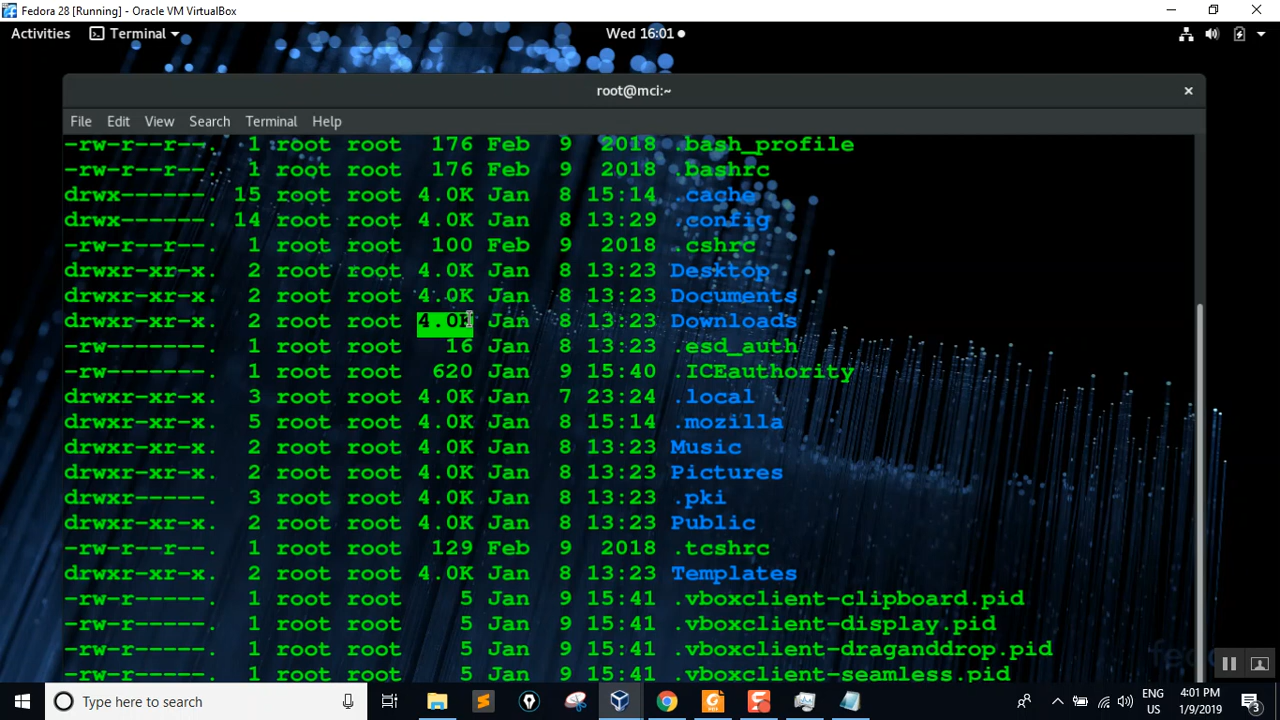 Fedora 28 [Running] - Oracle VM VirtualBox
Activities Terminal Wed 16:01
root@mci:~
File Edit View Search Terminal Help
-rw-r--r--. 1 root root 176 Feb 9 2018 .bash_profile
-rw-r--r--. 1 root root 176 Feb 9 2018 .bashrc
drwx------. 15 root root 4.0K Jan 8 15:14 .cache
drwx------. 14 root root 4.0K Jan 8 13:29 .config
-rw-r--r--. 1 root root 100 Feb 9 2018 .cshrc
drwxr-xr-x. 2 root root 4.0K Jan 8 13:23 Desktop
drwxr-xr-x. 2 root root 4.0K Jan 8 13:23 Documents
drwxr-xr-x. 2 root root 4.0K Jan 8 13:23 Downloads
-rw-------. 1 root root 16 Jan 8 13:23 .esd_auth
-rw-------. 1 root root 620 Jan 9 15:40 .ICEauthority
drwxr-xr-x. 3 root root 4.0K Jan 7 23:24 .local
drwxr-xr-x. 5 root root 4.0K Jan 8 15:14 .mozilla
drwxr-xr-x. 2 root root 4.0K Jan 8 13:23 Music
drwxr-xr-x. 2 root root 4.0K Jan 8 13:23 Pictures
drwxr-----. 3 root root 4.0K Jan 8 13:23 .pki
drwxr-xr-x. 2 root root 4.0K Jan 8 13:23 Public
-rw-r--r--. 1 root root 129 Feb 9 2018 .tcshrc
drwxr-xr-x. 2 root root 4.0K Jan 8 13:23 Templates
-rw-r-----. 1 root root 5 Jan 9 15:41 .vboxclient-clipboard.pid
-rw-r-----. 1 root root 5 Jan 9 15:41 .vboxclient-display.pid
-rw-r-----. 1 root root 5 Jan 9 15:41 .vboxclient-draganddrop.pid
-rw-r-----. 1 root root 5 Jan 9 15:41 .vboxclient-seamless.pid
Type here to search
ENG 4:01 PM
US 1/9/2019 3